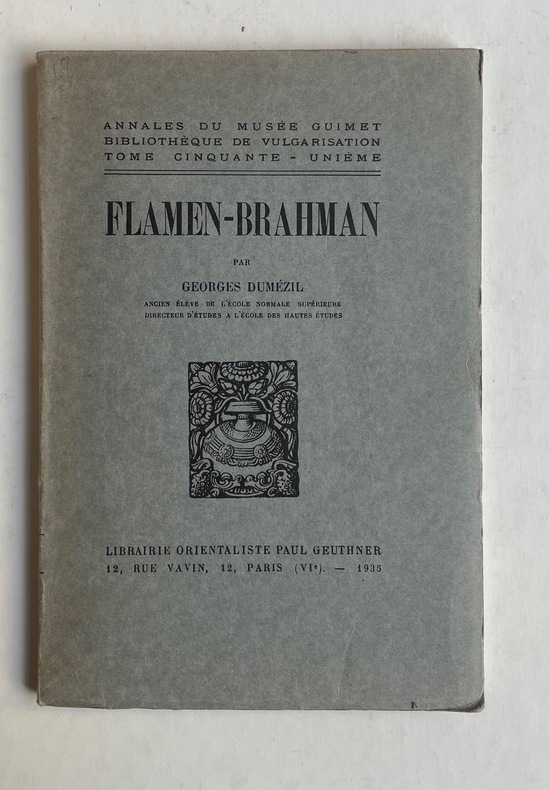 ANNALES DU MUSÉE GUIMET
BIBLIOTHÈQUE DE VULGARISATION
TOME CINQUANTE - UNIÈME
FLAMEN-BRAHMAN
PAR
GEORGES DUMÉZIL
ANCIEN ÉLÈVE DE L'ÉCOLE NORMALE SUPÉRIEURE
DIRECTEUR D'ÉTUDES A L'ÉCOLE DES HAUTES ÉTUDES
LIBRAIRIE ORIENTALISTE PAUL GEUTHNER
12, RUE VAVIN, 12, PARIS (VIe). — 1935